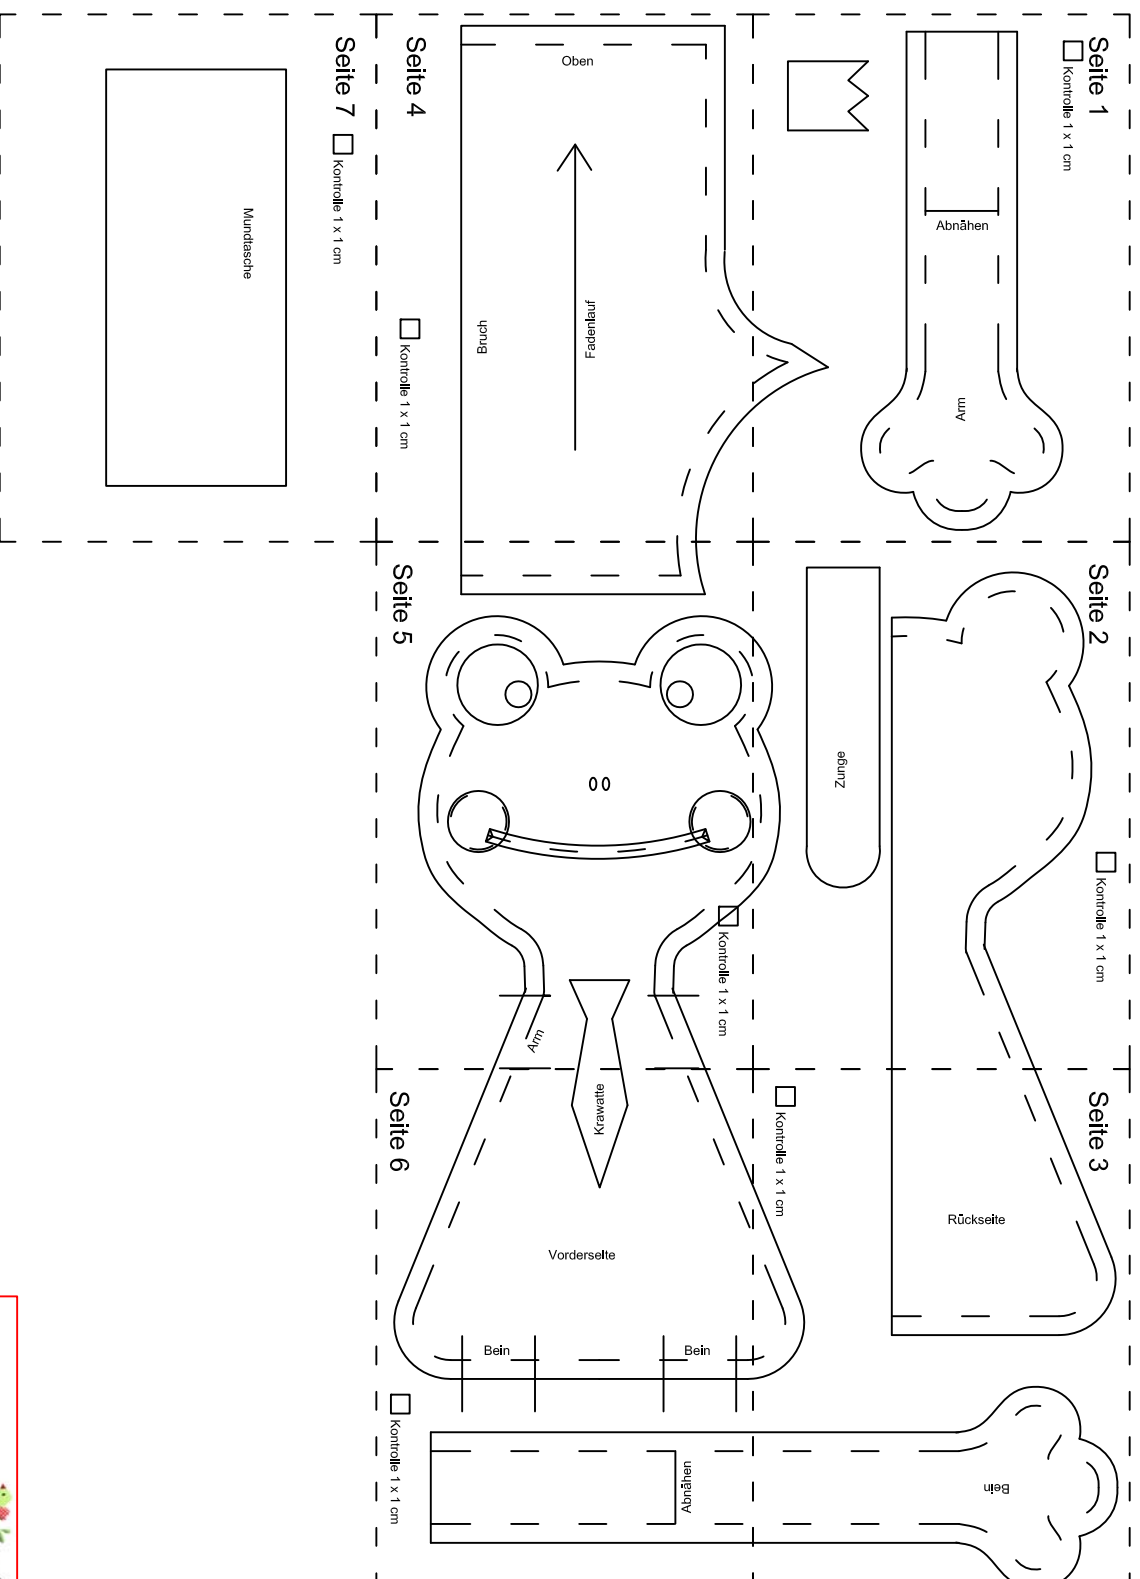 Seite 7
Kontrolle 1 x 1 cm
Mundtasche
Seite 4
Kontrolle 1 x 1 cm
Oben
Fadenlauf
Bruch
Seite 1
Kontrolle 1 x 1 cm
Abnähen
Arm
Seite 5
Kontrolle 1 x 1 cm
Arm
Krawatte
Seite 2
Kontrolle 1 x 1 cm
Zunge
Seite 6
Kontrolle 1 x 1 cm
Vorderseite
Bein
Bein
Seite 3
Kontrolle 1 x 1 cm
Rückseite
Abnähen
Bein